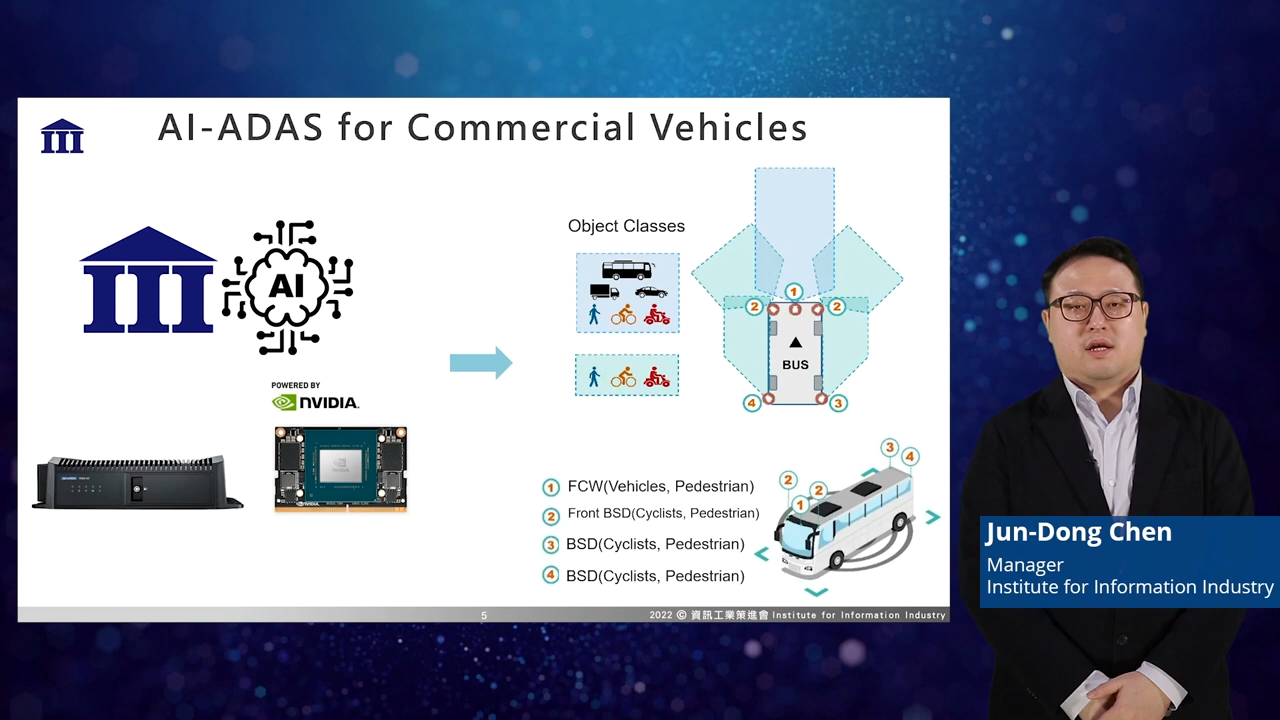 AI-ADAS for Commercial Vehicles
AI
POWERED BY
NVIDIA.
NVIDIA.
Object Classes
1
2
2
BUS
4
3
1 FCW(Vehicles, Pedestrian)
2 Front BSD(Cyclists, Pedestrian)
3 BSD(Cyclists, Pedestrian)
4 BSD(Cyclists, Pedestrian)
3
4
2
2
1
5
2022 © 資訊工業策進會 Institute for Information Industry
Jun-Dong Chen
Manager
Institute for Information Industry